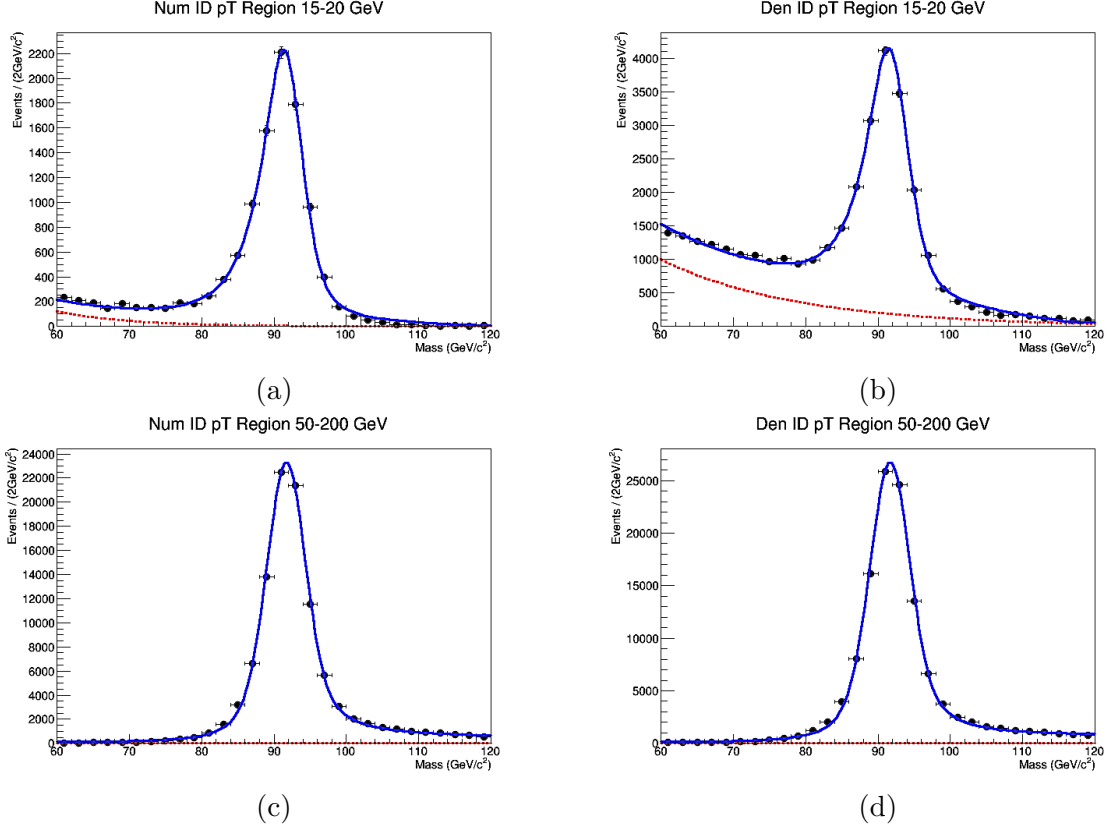 Num ID pT Region 15-20 GeV
Events / (2GeV/c²)
2200
2000
1800
1600
1400
1200
1000
800
600
400
200
0
60 70 80 90 100 110 120
Mass (GeV/c²)
(a)
Den ID pT Region 15-20 GeV
Events / (2GeV/c²)
4000
3500
3000
2500
2000
1500
1000
500
0
60 70 80 90 100 110 120
Mass (GeV/c²)
(b)
Num ID pT Region 50-200 GeV
Events / (2GeV/c²)
24000
22000
20000
18000
16000
14000
12000
10000
8000
6000
4000
2000
0
60 70 80 90 100 110 120
Mass (GeV/c²)
(c)
Den ID pT Region 50-200 GeV
Events / (2GeV/c²)
25000
20000
15000
10000
5000
0
60 70 80 90 100 110 120
Mass (GeV/c²)
(d)